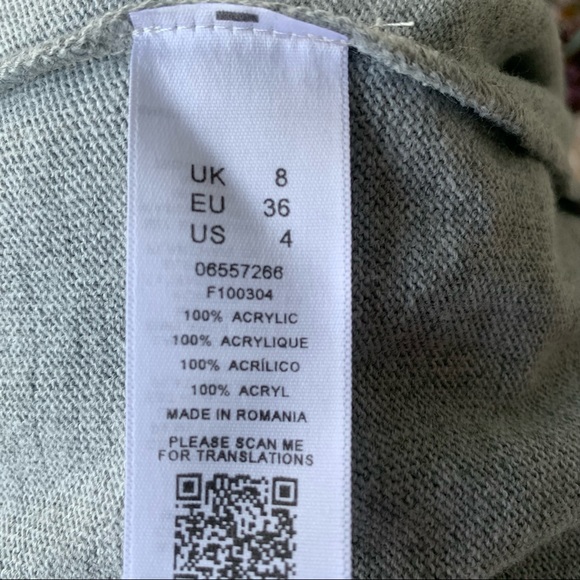 UK 8
EU 36
US 4
06557266
F100304
100% ACRYLIC
100% ACRYLIQUE
100% ACRÍLICO
100% ACRYL
MADE IN ROMANIA
PLEASE SCAN ME
FOR TRANSLATIONS